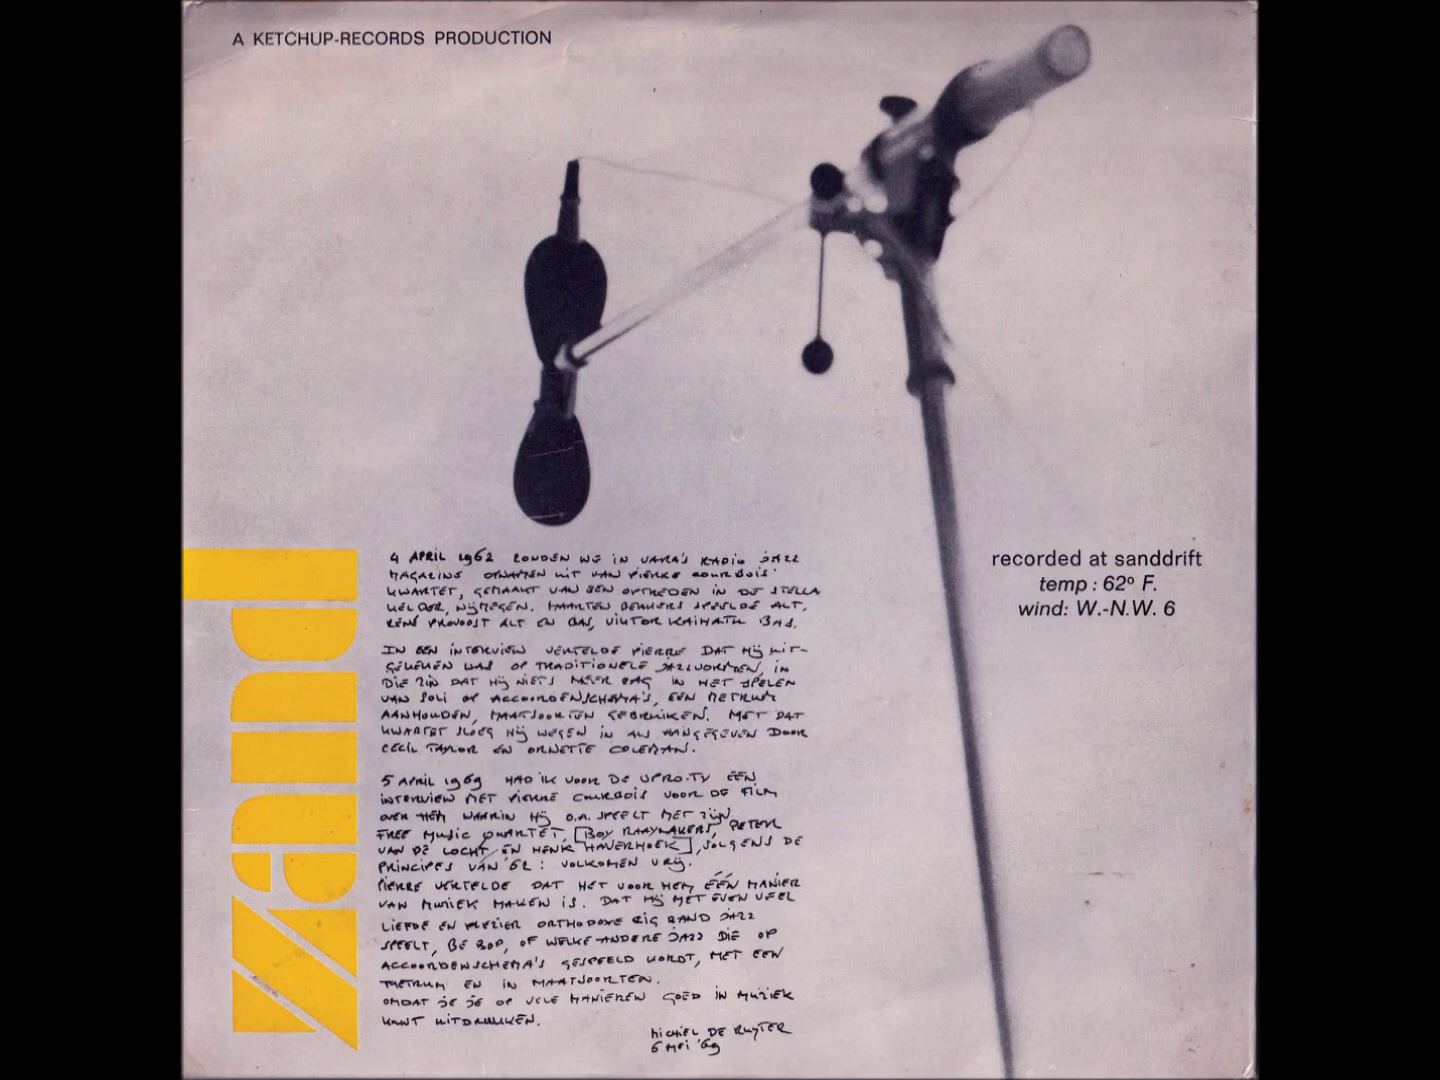 A KETCHUP-RECORDS PRODUCTION
zand
4 APRIL 1962 ZONDEN WE IN VARA'S RADIO JAZZ
MAGAZINE OPNAMEN UIT VAN PIERRE COURBOIS'
KWARTET, GEMAAKT VAN EEN OPTREDEN IN DE STELLA
KELDER, NIJMEGEN. MAARTEN DEKKERS SPEELDE ALT,
RENS PROVOOST ALT EN BAS, VIKTOR KAIHATU BAS.
IN EEN INTERVIEW VERTELDE PIERRE DAT HIJ UIT-
GEKEKEN WAS OP TRADITIONELE JAZZVORMEN, IN
DIE ZIN DAT HIJ NIETS MEER ZAG IN HET SPELEN
VAN SOLI OP ACCOORDENSCHEMA'S, EEN METRUM
AANHOUDEN, MAATSOORTEN GEBRUIKEN. MET DAT
KWARTET SLOEG HIJ WEGEN IN ALS AANGEGEVEN DOOR
CECIL TAYLOR EN ORNETTE COLEMAN.
5 APRIL 1969 HAD IK VOOR DE VPRO-TV ÉÉN
INTERVIEW MET PIERRE COURBOIS VOOR DE FILM
OVER HEM WAARIN HIJ O.A. SPEELT MET ZIJN
FREE MUSIC QUARTET, [BOY RAAYMAKERS, PETER
VAN DE LOCHT EN HENK HAVERHOEK], VOLGENS DE
PRINCIPES VAN '62: VOLKOMEN VRIJ.
PIERRE VERTELDE DAT HET VOOR HEM ÉÉN MANIER
VAN MUZIEK MAKEN IS. DAT HIJ MET EVEN VEEL
LIEFDE EN PLEZIER ORTHODOXE BIG BAND JAZZ
SPEELT, BE BOP, OF WELKE ANDERE JAZZ DIE OP
ACCOORDENSCHEMA'S GESPEELD WORDT, MET EEN
METRUM EN IN MAATSOORTEN.
OMDAT JE JE OP VELE MANIEREN GOED IN MUZIEK
KUNT UITDRUKKEN.
MICHIEL DE RUYTER
6 MEI '69
recorded at sanddrift
temp : 62º F.
wind: W.-N.W. 6